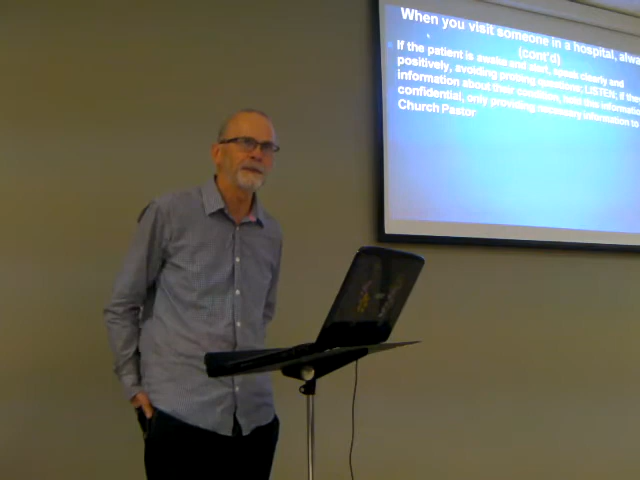 When you visit someone in a hospital, alwa
(cont'd)
If the patient is awake and alert, speak clearly and
positively, avoiding probing questions; LISTEN; if they
information about their condition, hold this information
confidential, only providing necessary information to
Church Pastor